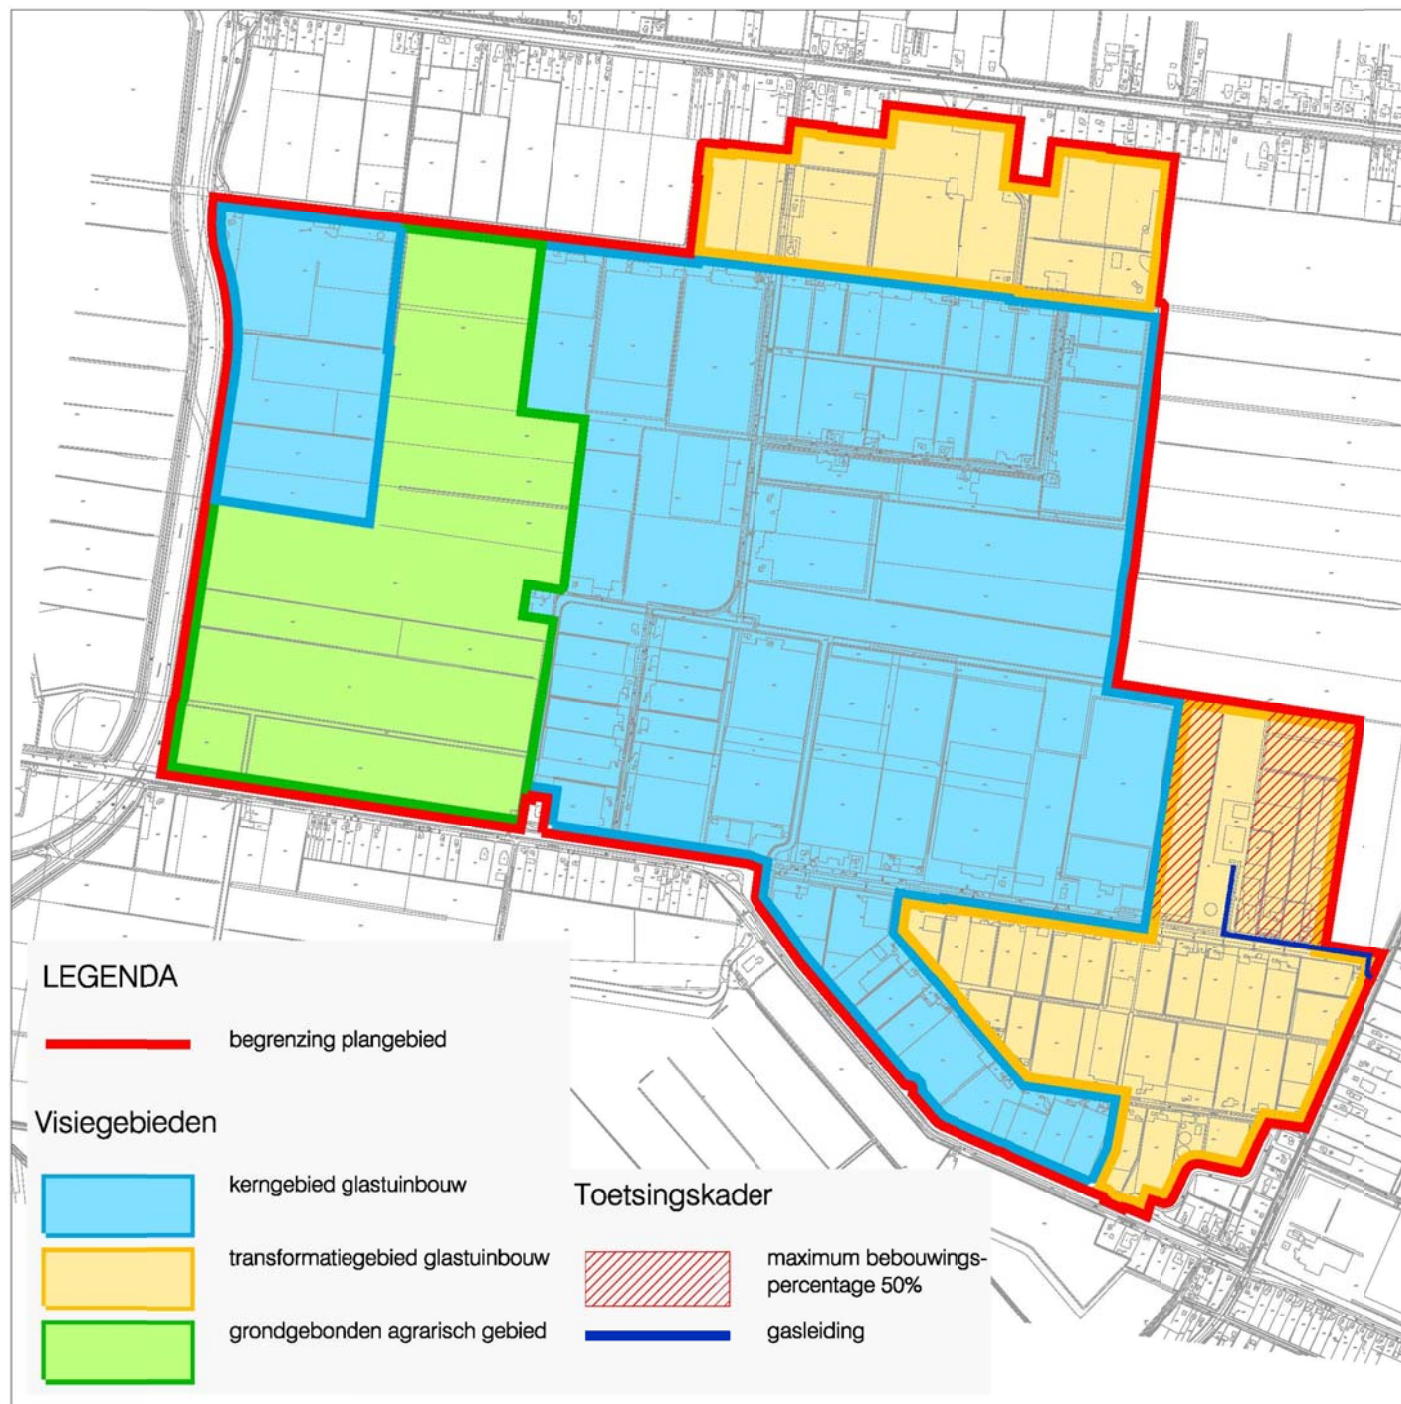 LEGENDA
begrenzing plangebied
Visiegebieden
kerngebied glastuinbouw
transformatiegebied glastuinbouw
grondgebonden agrarisch gebied
Toetsingskader
maximum bebouwings-
percentage 50%
gasleiding